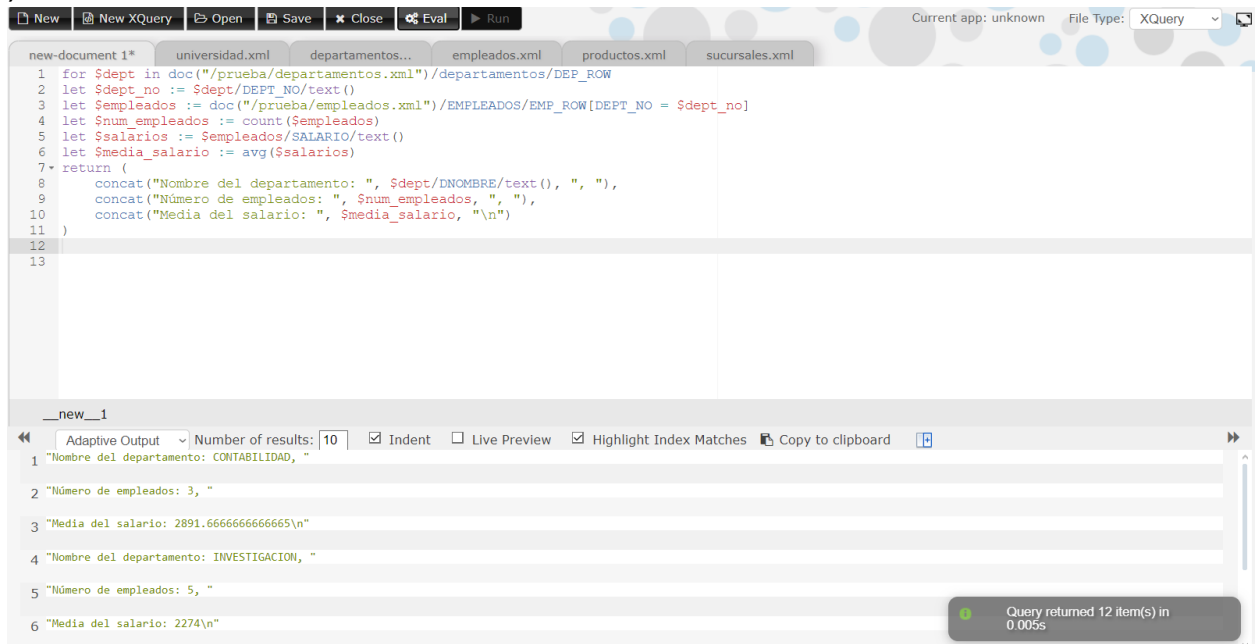 New New XQuery Open Save Close Eval Run Current app: unknown File Type: XQuery
new-document 1* universidad.xml departamentos... empleados.xml productos.xml sucursales.xml
1 for $dept in doc("/prueba/departamentos.xml")/departamentos/DEP_ROW
2 let $dept_no := $dept/DEPT_NO/text()
3 let $empleados := doc("/prueba/empleados.xml")/EMPLEADOS/EMP_ROW[DEPT_NO = $dept_no]
4 let $num_empleados := count($empleados)
5 let $salarios := $empleados/SALARIO/text()
6 let $media_salario := avg($salarios)
7 return (
8 concat("Nombre del departamento: ", $dept/DNOMBRE/text(), ", "),
9 concat("Número de empleados: ", $num_empleados, ", "),
10 concat("Media del salario: ", $media_salario, "\n")
11 )
12
13
__new__1
Adaptive Output Number of results: 10 Indent Live Preview Highlight Index Matches Copy to clipboard
1 "Nombre del departamento: CONTABILIDAD, "
2 "Número de empleados: 3, "
3 "Media del salario: 2891.6666666666665\n"
4 "Nombre del departamento: INVESTIGACION, "
5 "Número de empleados: 5, "
6 "Media del salario: 2274\n"
Query returned 12 item(s) in
0.005s